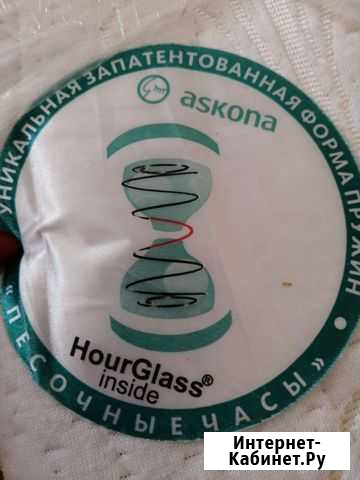 УНИКАЛЬНАЯ ЗАПАТЕНТОВАННАЯ ФОРМА ПРУЖИН
askona
HourGlass®
inside
• "ПЕСОЧНЫЕ ЧАСЫ" •
Интернет-
Кабинет.Ру